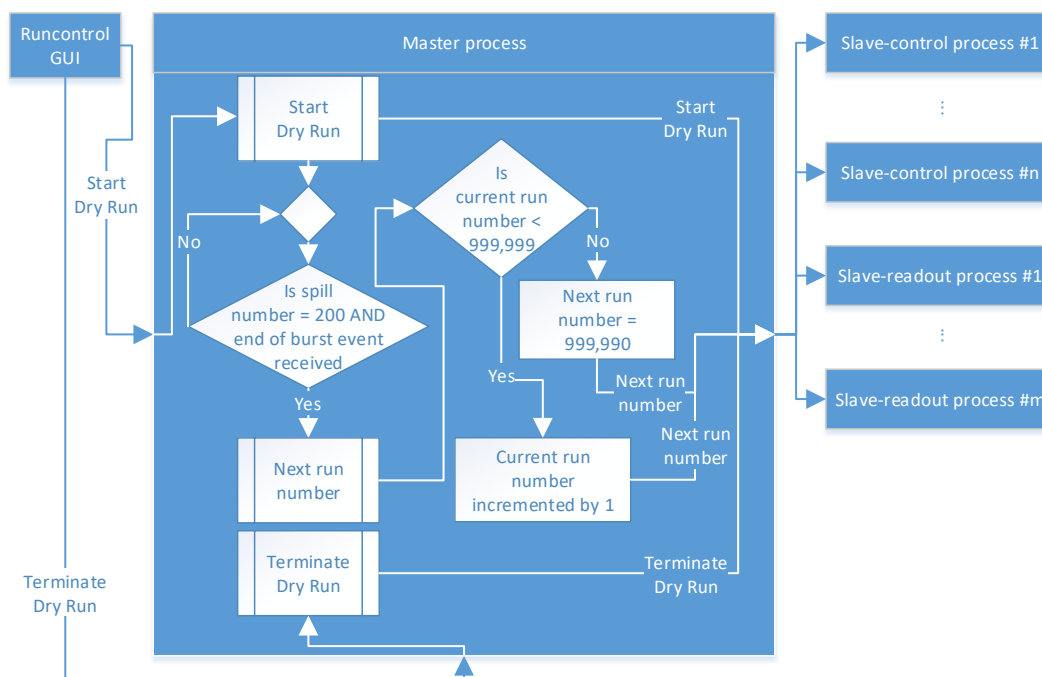 Runcontrol
GUI
Master process
Slave-control process #1
⋮
Slave-control process #n
Slave-readout process #1
⋮
Slave-readout process #m
Start
Dry Run
Start
Dry Run
Start
Dry Run
No
Is spill
number = 200 AND
end of burst event
received
Yes
Next run
number
Is
current run
number <
999,999
No
Next run
number =
999,990
Next run
number
Yes
Current run
number
incremented by 1
Next run
number
Terminate
Dry Run
Terminate
Dry Run
Terminate
Dry Run